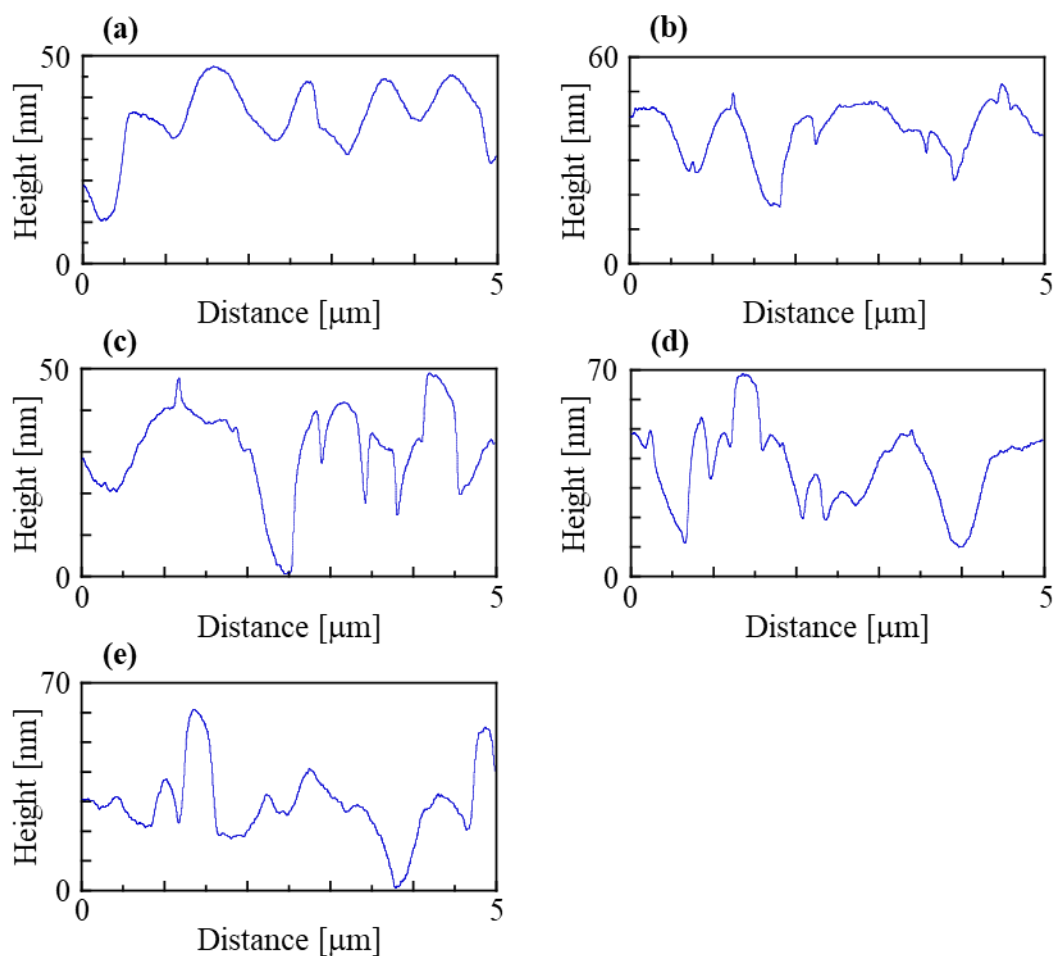 (a)
50
Height [nm]
0
0
5
Distance [μm]
(b)
60
Height [nm]
0
0
5
Distance [μm]
(c)
50
Height [nm]
0
0
5
Distance [μm]
(d)
70
Height [nm]
0
0
5
Distance [μm]
(e)
70
Height [nm]
0
0
5
Distance [μm]